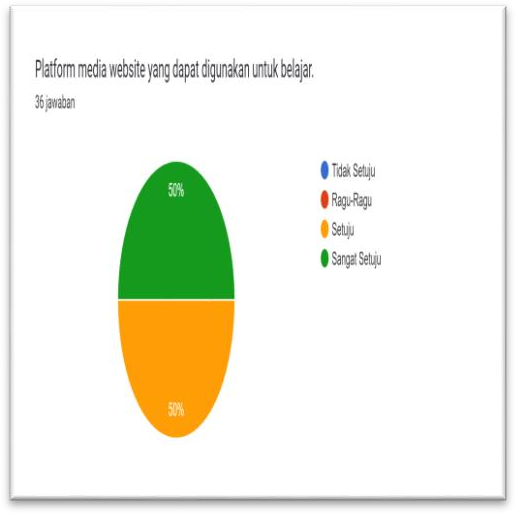 Platform media website yang dapat digunakan untuk belajar.
36 jawaban
50%
Tidak Setuju
Ragu-Ragu
Setuju
Sangat Setuju
50%